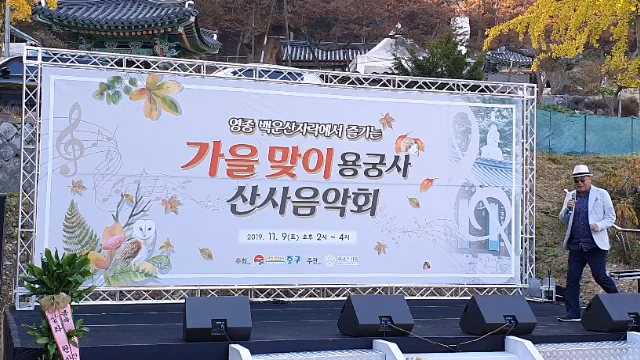 영종 백운산자락에서 즐기는
가을 맞이 용궁사
산사음악회
2019. 11. 9(토) 오후 2시 ~ 4시
주최_ 중구 주관_